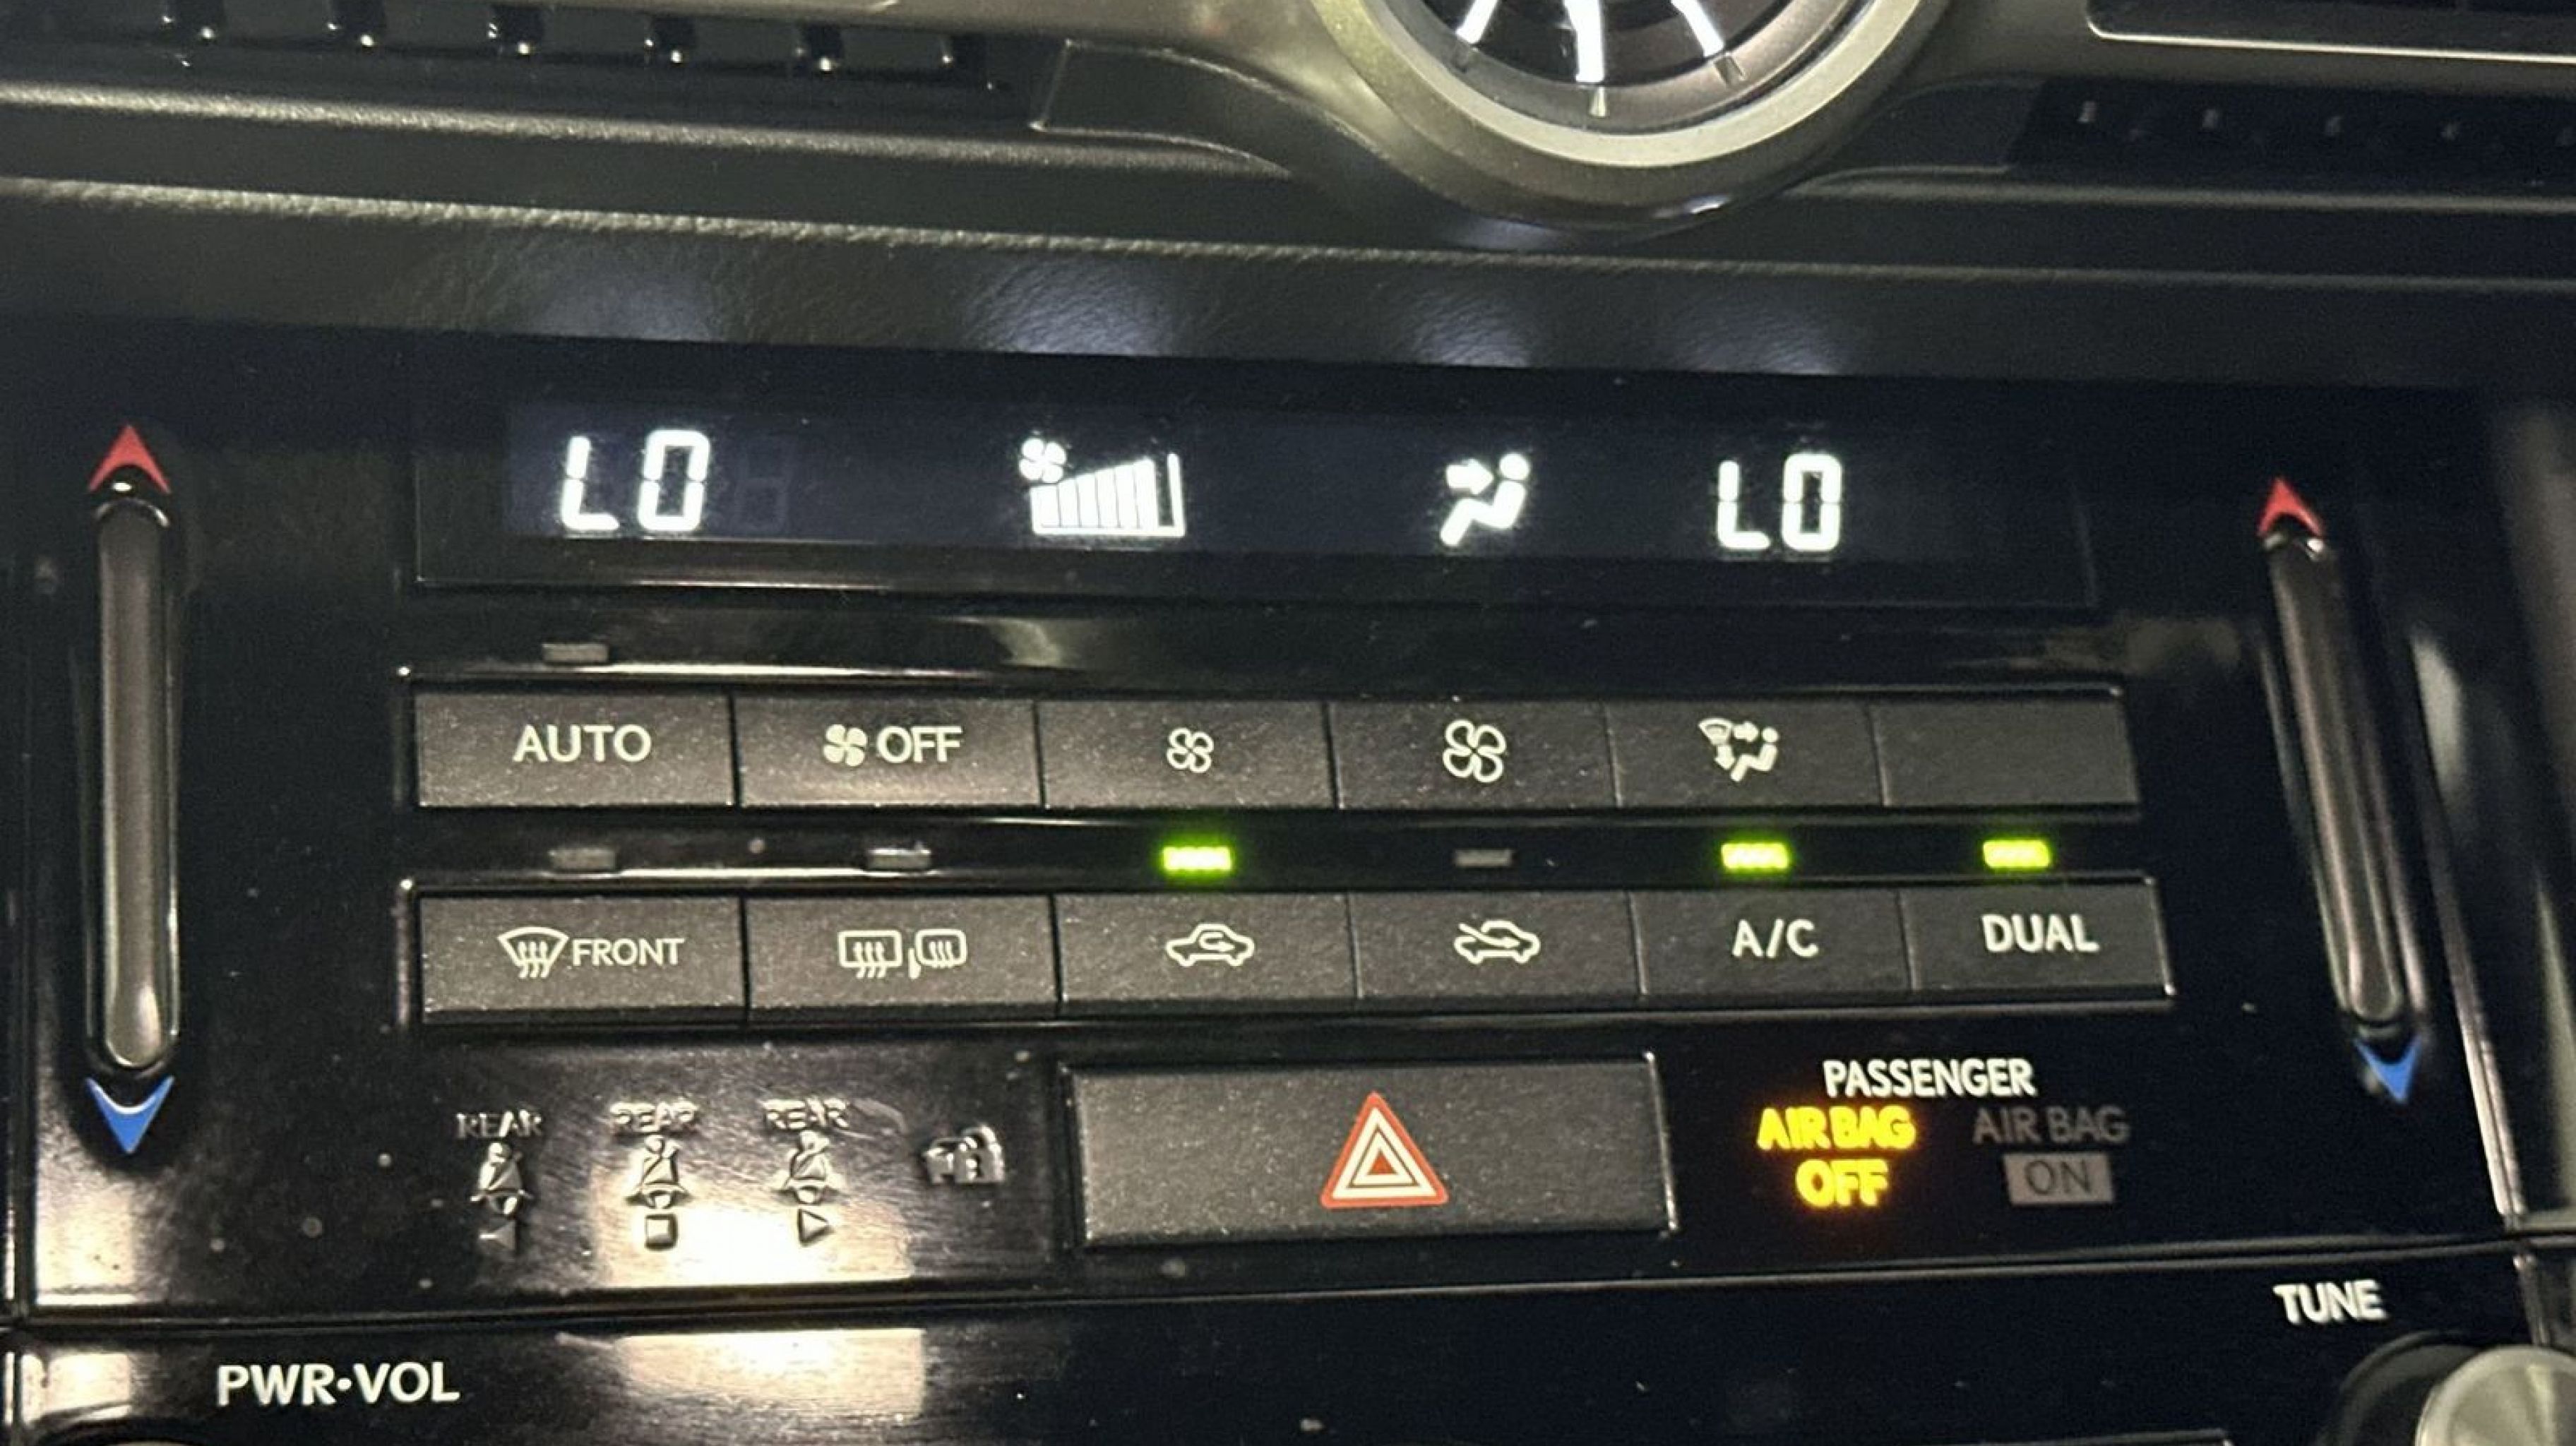 LO LO
AUTO OFF
FRONT A/C DUAL
REAR REAR REAR
PASSENGER
AIR BAG AIR BAG
OFF ON
TUNE
PWR•VOL